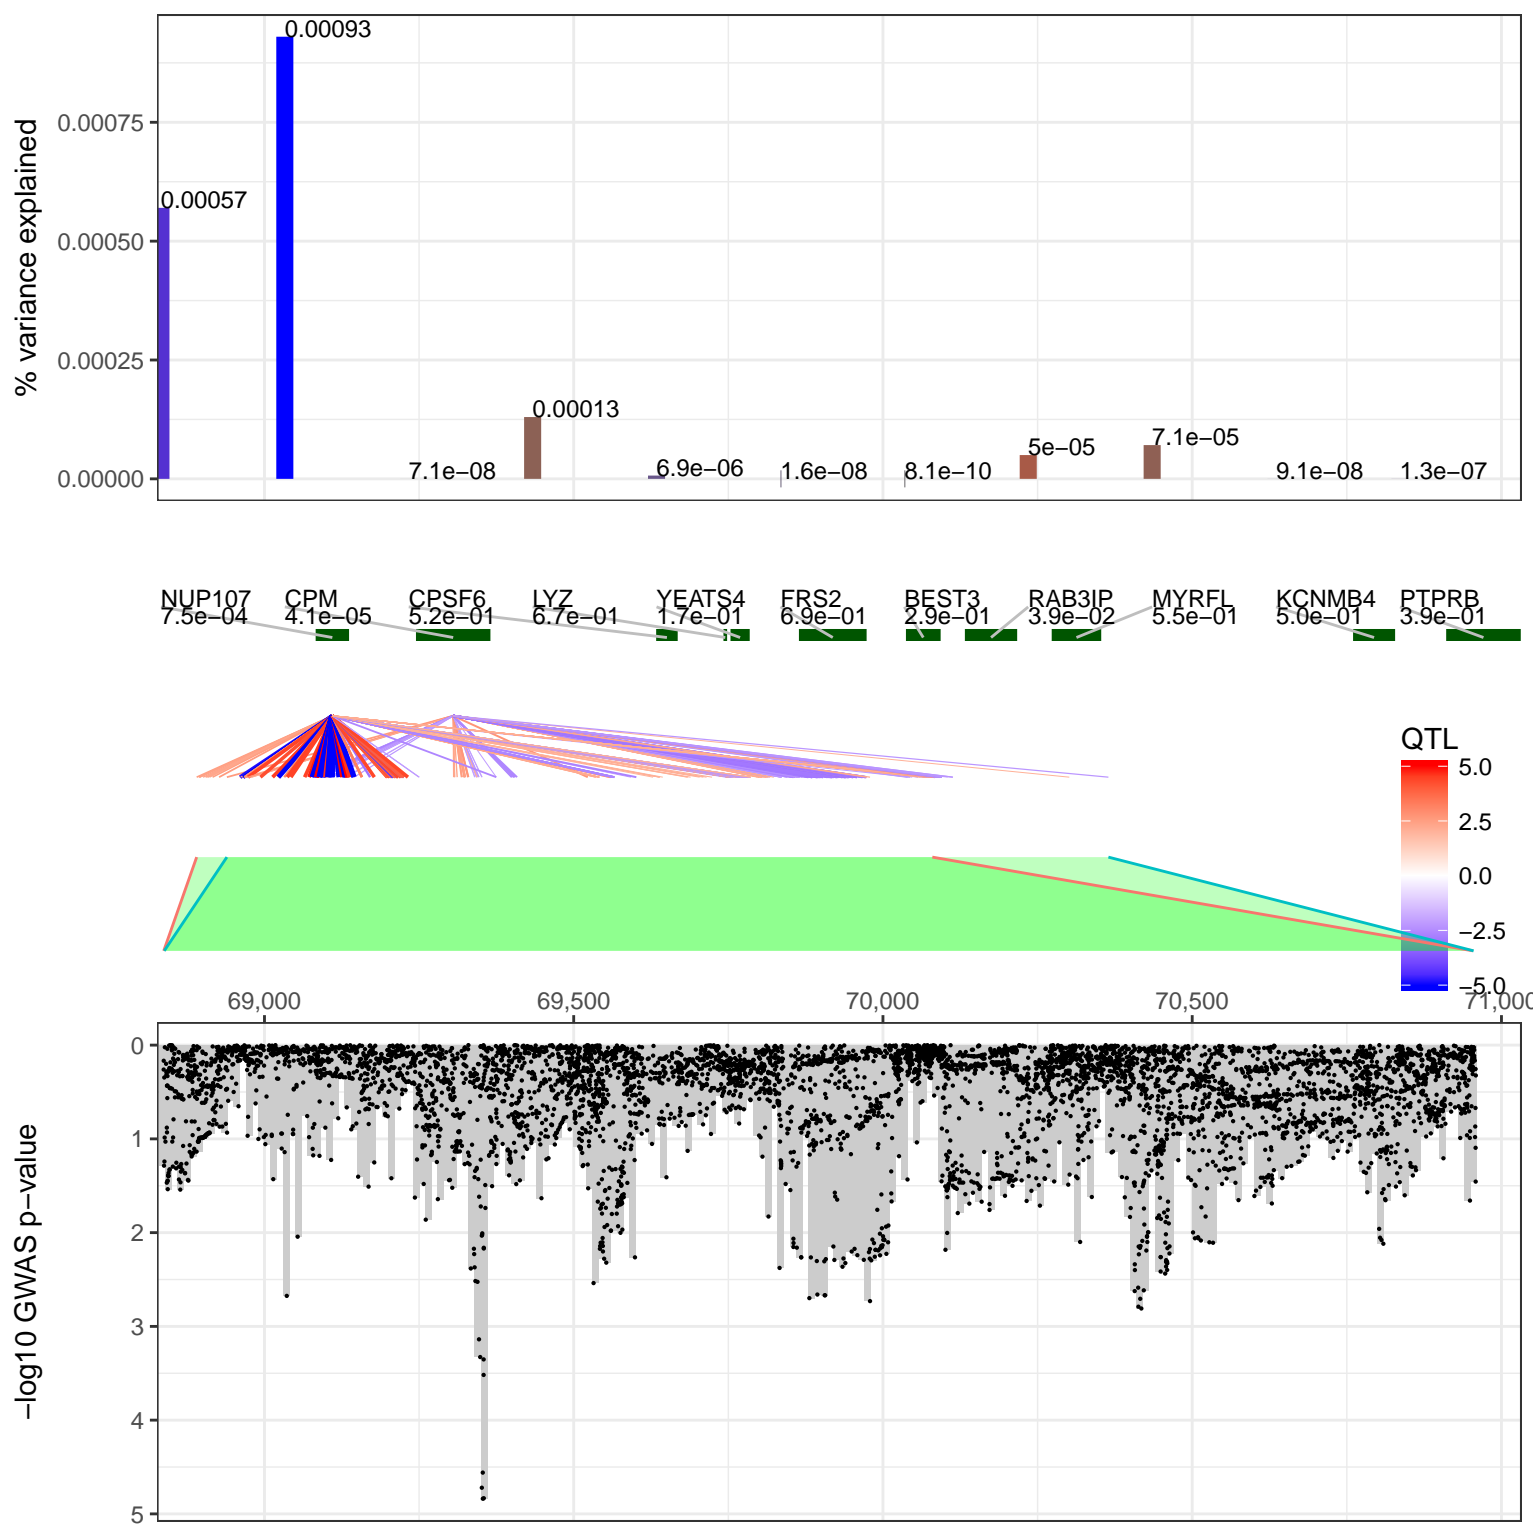 0.00093
0.00075
0.00057
0.00050
0.00025
0.00013
7.1e−05
5e−05
7.1e−08
6.9e−06
1.6e−08
8.1e−10
9.1e−08
1.3e−07
0.00000
% variance explained
NUP107 CPM CPSF6 LYZ YEATS4 FRS2 BEST3 RAB3IP MYRFL KCNMB4 PTPRB
7.5e−04 4.1e−05 5.2e−01 6.7e−01 1.7e−01 6.9e−01 2.9e−01 3.9e−02 5.5e−01 5.0e−01 3.9e−01
QTL
5.0
2.5
0.0
−2.5
−5.0
69,000 69,500 70,000 70,500 71,000
0
1
2
3
4
5
−log10 GWAS p−value